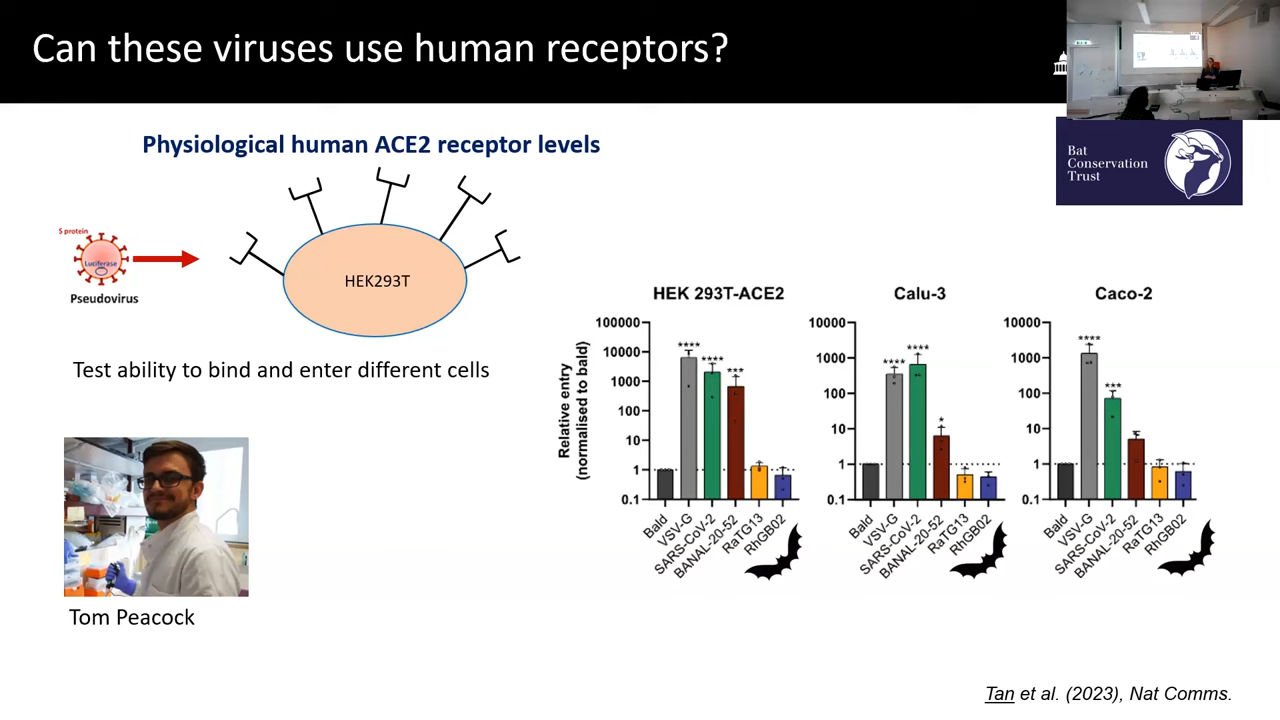 Can these viruses use human receptors?
Physiological human ACE2 receptor levels
Bat
Conservation
Trust
S protein
Luciferase
Pseudovirus
HEK293T
Test ability to bind and enter different cells
Tom Peacock
Relative entry
(normalised to bald)
HEK 293T-ACE2
100000
10000
1000
100
10
1
0.1
****
****
***
Bald
VSV-G
SARS-CoV-2
BANAL-20-52
RaTG13
RhGB02
Calu-3
10000
1000
100
10
1
0.1
****
****
*
Bald
VSV-G
SARS-CoV-2
BANAL-20-52
RaTG13
RhGB02
Caco-2
10000
1000
100
10
1
0.1
****
***
Bald
VSV-G
SARS-CoV-2
BANAL-20-52
RaTG13
RhGB02
Tan et al. (2023), Nat Comms.